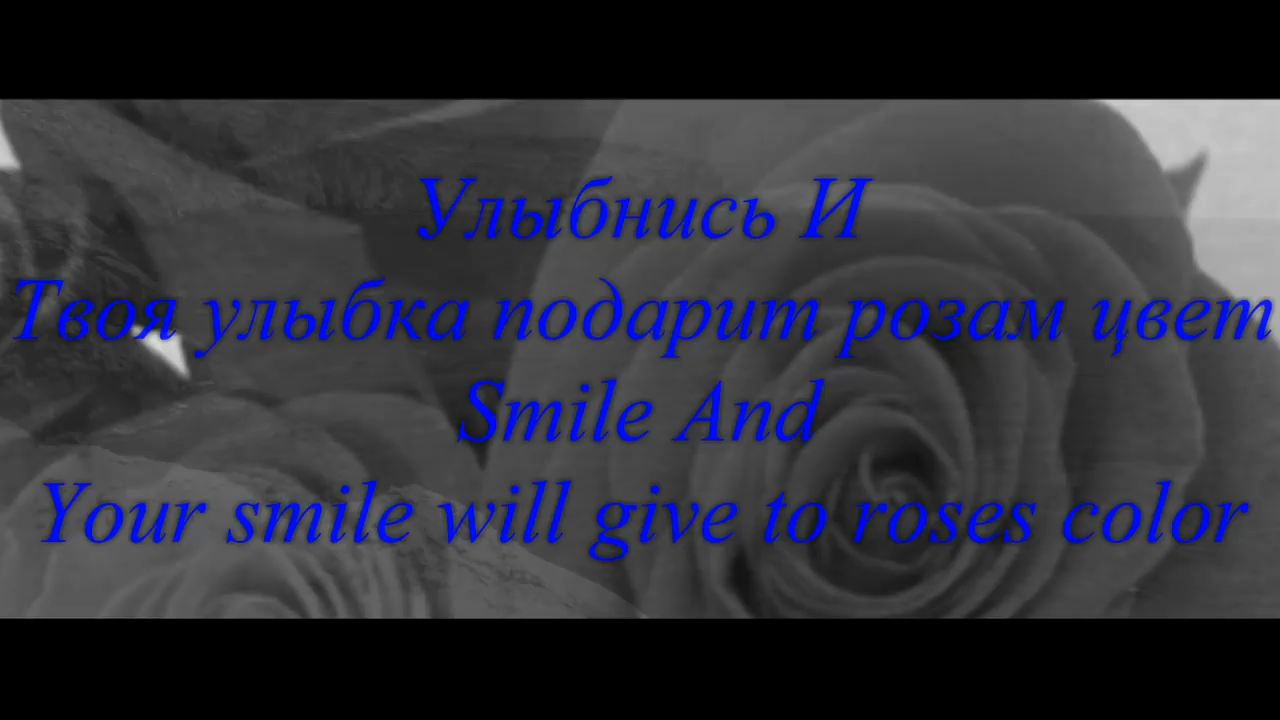 Улыбнись И
Твоя улыбка подарит розам цвет
Smile And
Your smile will give to roses color